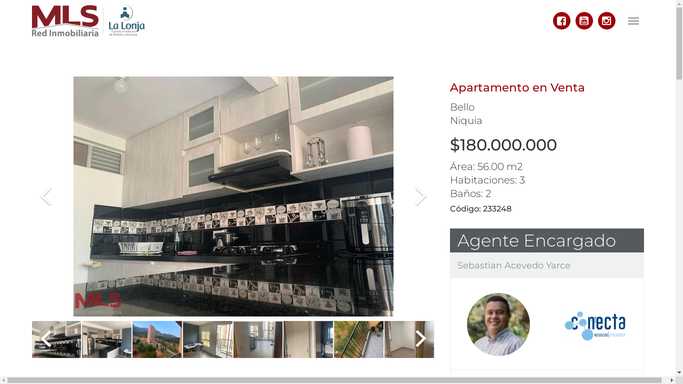 MLS
Red Inmobiliaria
La Lonja
Apartamento en Venta
Bello
Niquia
$180.000.000
Área: 56.00 m2
Habitaciones: 3
Baños: 2
Código: 233248
MLS
Agente Encargado
Sebastian Acevedo Yarce
conecta